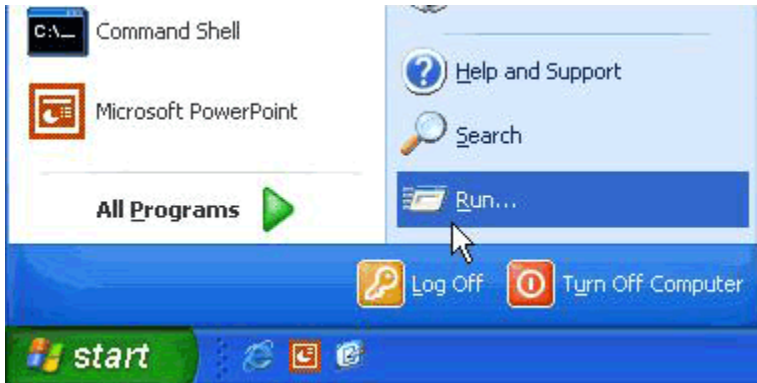 C:\_
Command Shell
Microsoft PowerPoint
All Programs
Help and Support
Search
Run...
Log Off
Turn Off Computer
start